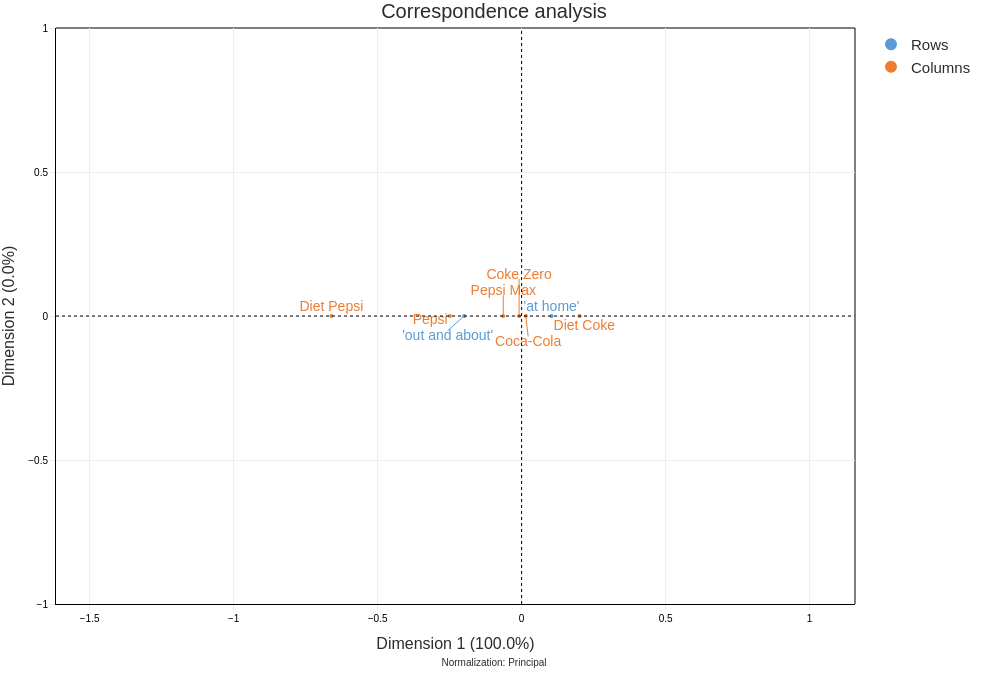 Correspondence analysis
Rows
Columns
1
0.5
0
−0.5
−1
Dimension 2 (0.0%)
Coke Zero
Pepsi Max
Diet Pepsi
'at home'
Pepsi
Diet Coke
'out and about'
Coca-Cola
−1.5
−1
−0.5
0
0.5
1
Dimension 1 (100.0%)
Normalization: Principal